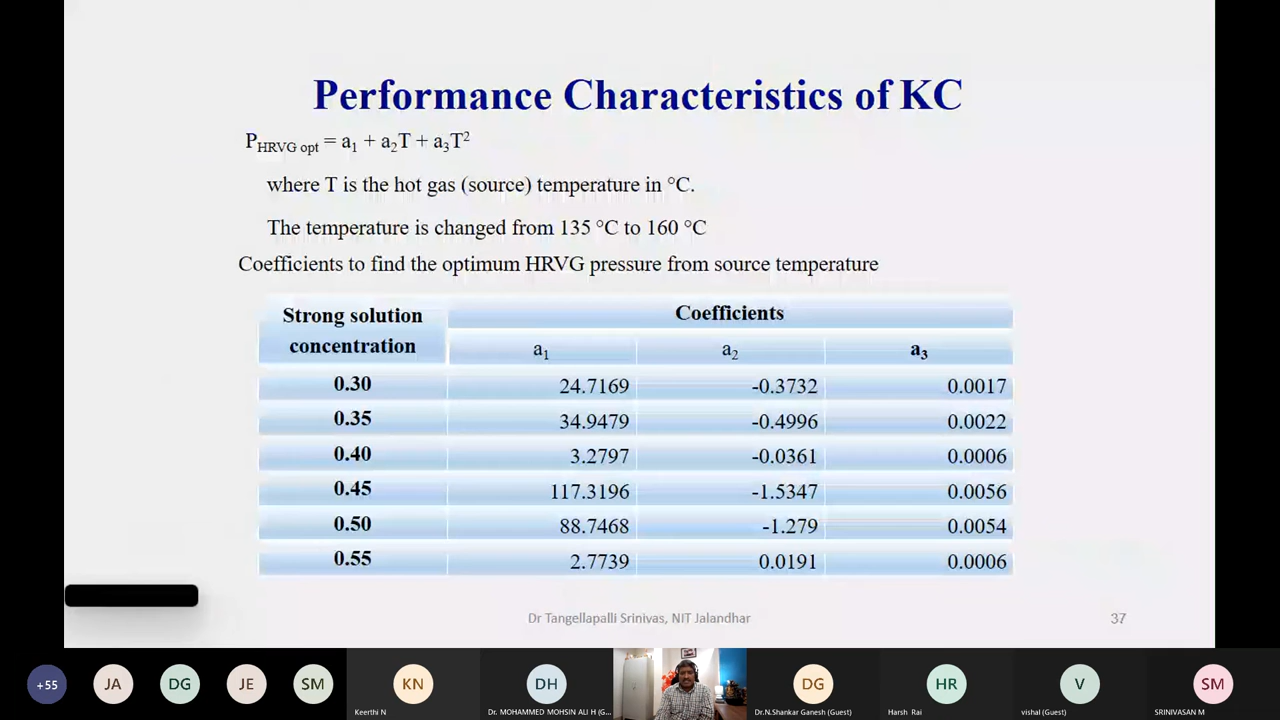 Performance Characteristics of KC
P_HRVG opt = a₁ + a₂T + a₃T²
where T is the hot gas (source) temperature in °C.
The temperature is changed from 135 °C to 160 °C
Coefficients to find the optimum HRVG pressure from source temperature
Strong solution concentration Coefficients
a₁ a₂ a₃
0.30 24.7169 -0.3732 0.0017
0.35 34.9479 -0.4996 0.0022
0.40 3.2797 -0.0361 0.0006
0.45 117.3196 -1.5347 0.0056
0.50 88.7468 -1.279 0.0054
0.55 2.7739 0.0191 0.0006
Dr Tangellapalli Srinivas, NIT Jalandhar 37
+55 JA DG JE SM KN DH DG HR V SM
Keerthi N Dr. MOHAMMED MOHSIN ALI H (G... Dr.N.Shankar Ganesh (Guest) Harsh Rai vishal (Guest) SRINIVASAN M